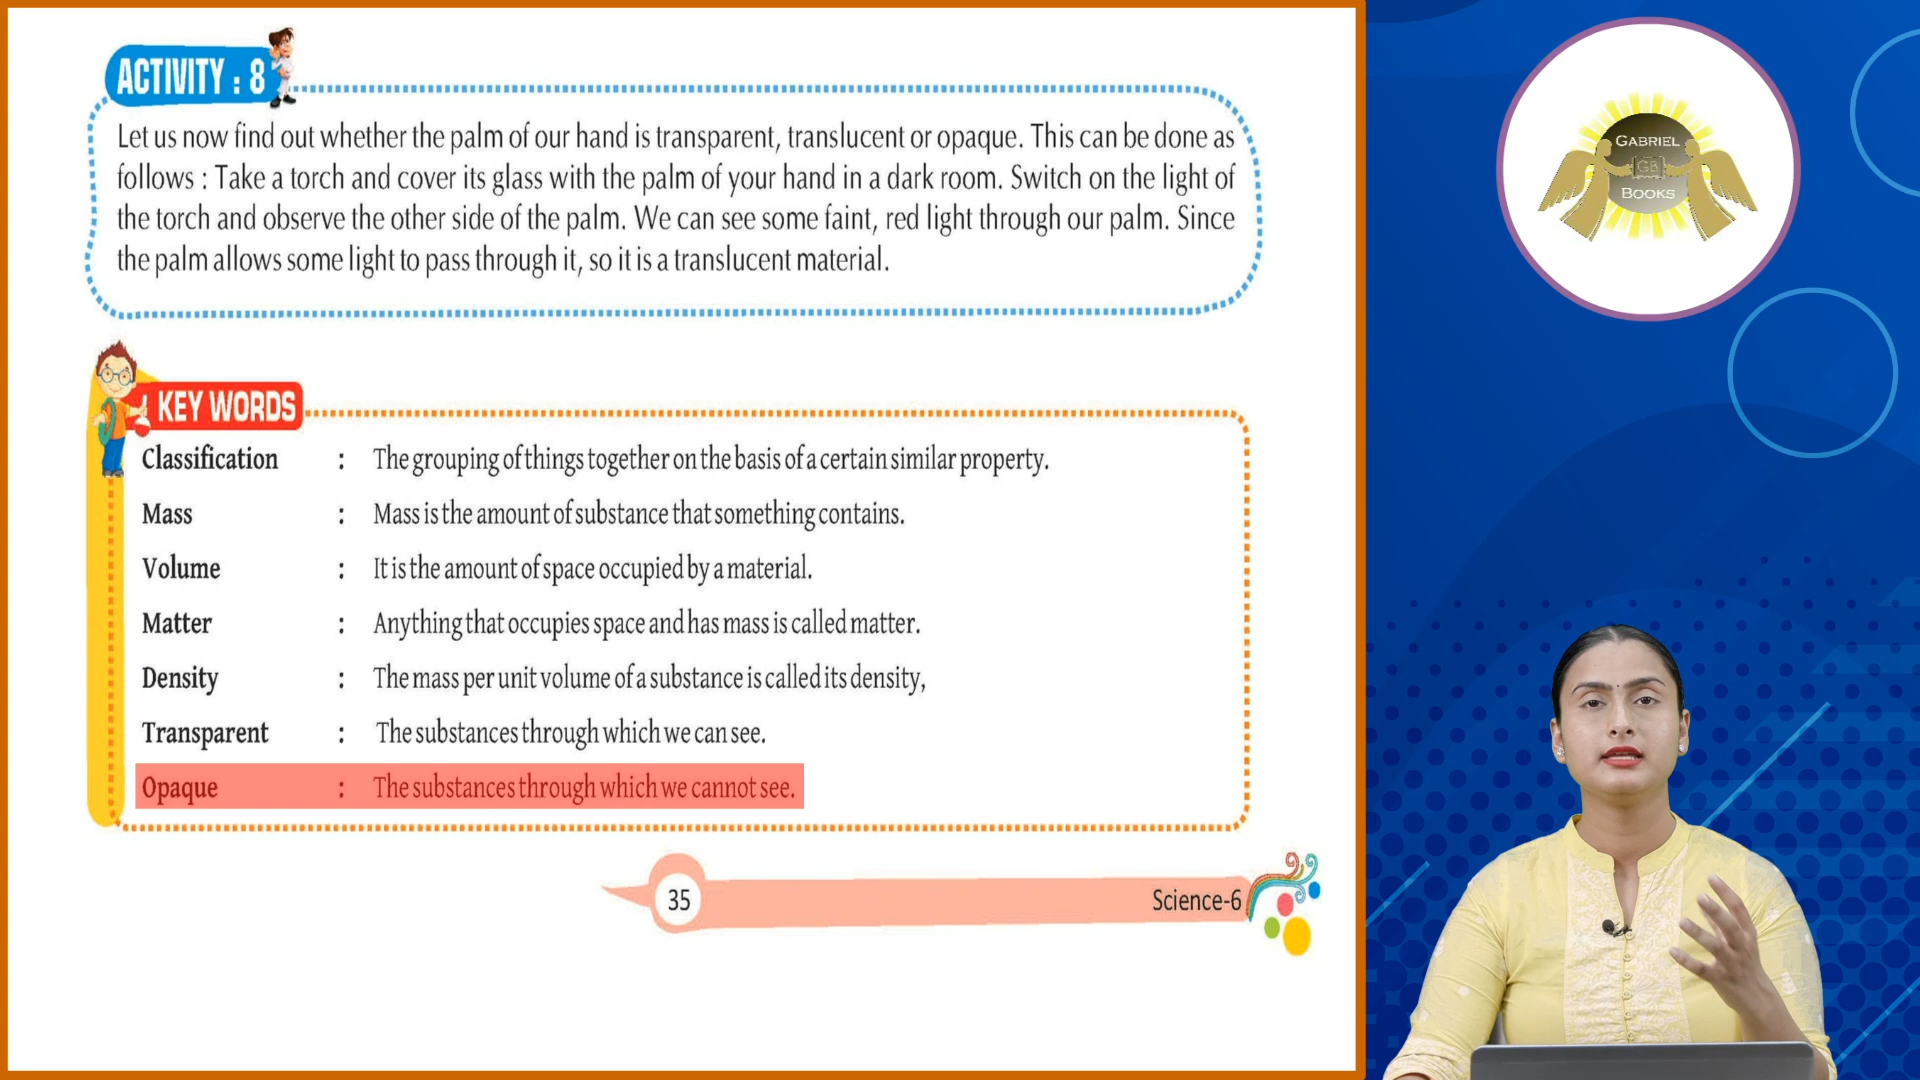 ACTIVITY : 8
Let us now find out whether the palm of our hand is transparent, translucent or opaque. This can be done as
follows : Take a torch and cover its glass with the palm of your hand in a dark room. Switch on the light of
the torch and observe the other side of the palm. We can see some faint, red light through our palm. Since
the palm allows some light to pass through it, so it is a translucent material.
KEY WORDS
Classification : The grouping of things together on the basis of a certain similar property.
Mass : Mass is the amount of substance that something contains.
Volume : It is the amount of space occupied by a material.
Matter : Anything that occupies space and has mass is called matter.
Density : The mass per unit volume of a substance is called its density,
Transparent : The substances through which we can see.
Opaque : The substances through which we cannot see.
35
Science-6
GABRIEL
GB
BOOKS